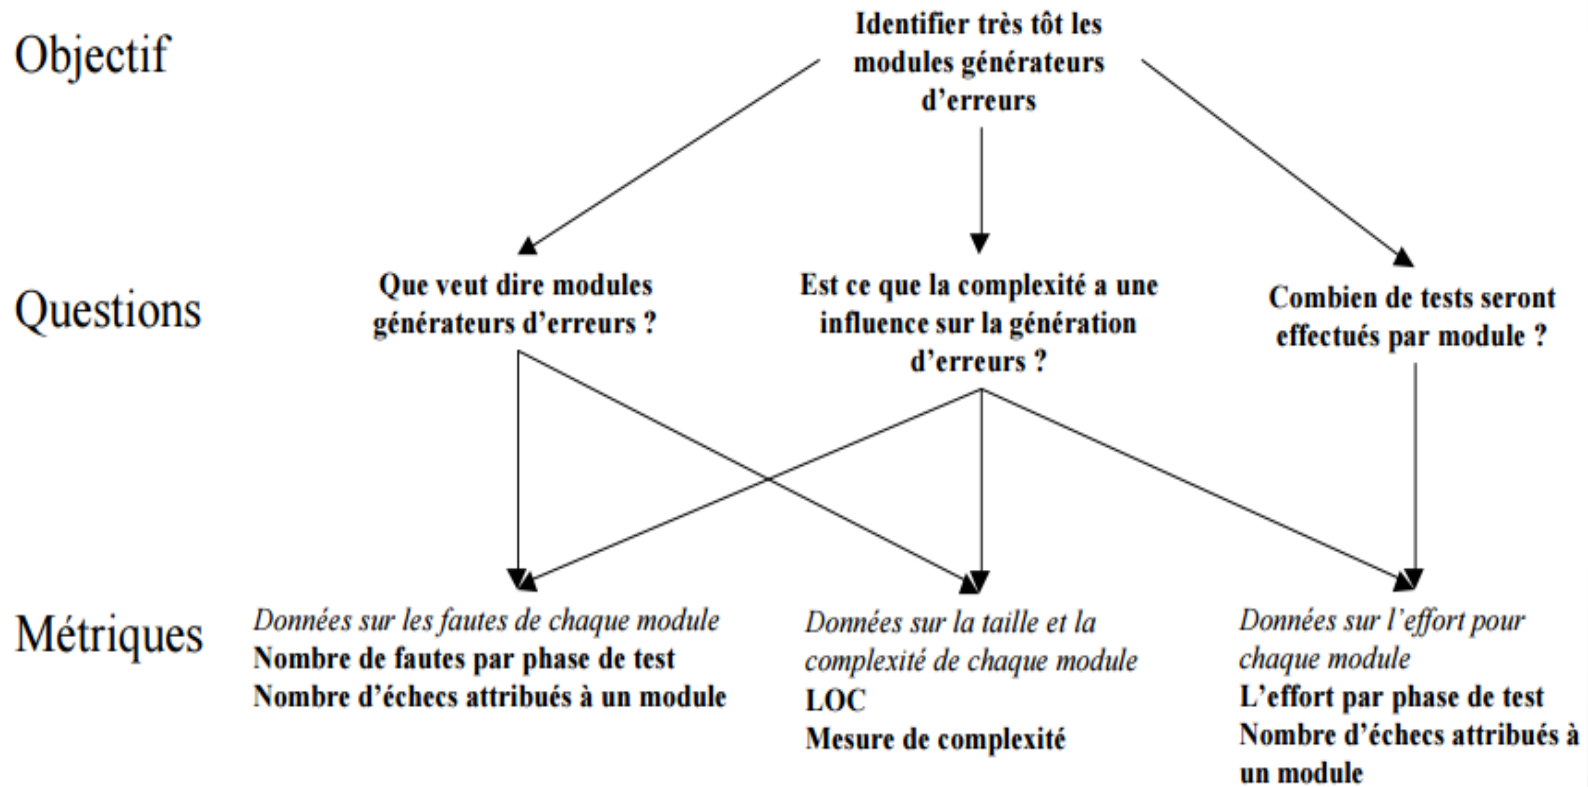 Objectif
Identifier très tôt les
modules générateurs
d’erreurs
Questions
Que veut dire modules
générateurs d’erreurs ?
Est ce que la complexité a une
influence sur la génération
d’erreurs ?
Combien de tests seront
effectués par module ?
Métriques
Données sur les fautes de chaque module
Nombre de fautes par phase de test
Nombre d’échecs attribués à un module
Données sur la taille et la
complexité de chaque module
LOC
Mesure de complexité
Données sur l’effort pour
chaque module
L’effort par phase de test
Nombre d’échecs attribués à
un module